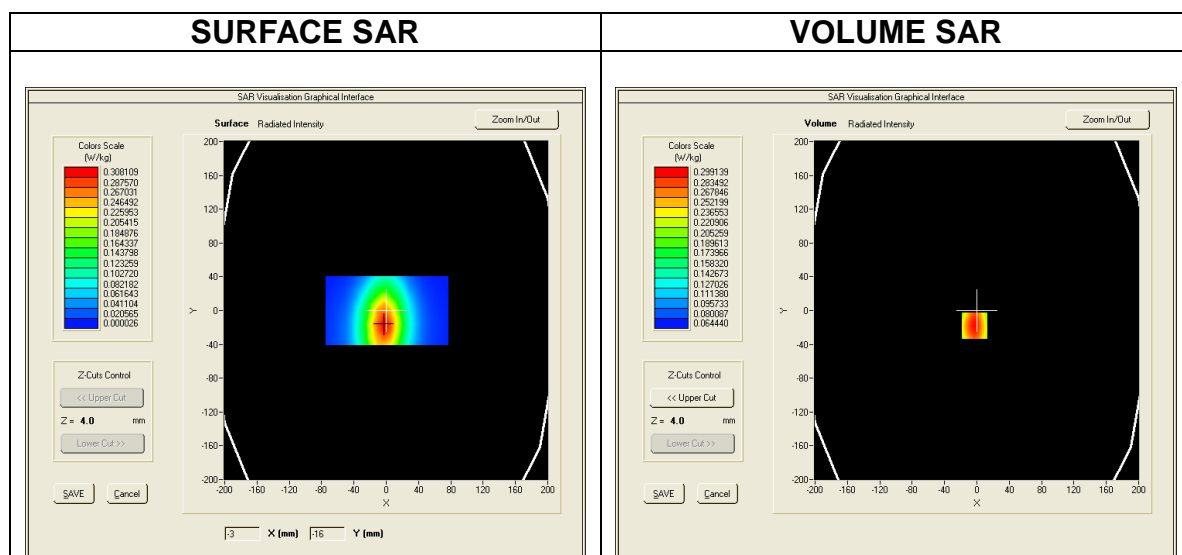 SURFACE SAR
VOLUME SAR
SAR Visualisation Graphical Interface
Surface Radiated Intensity
Zoom In/Out
Colors Scale
(W/kg)
0.308109
0.287570
0.267031
0.246492
0.225953
0.205415
0.184876
0.164337
0.143798
0.123259
0.102720
0.082182
0.061643
0.041104
0.020565
0.000026
200
160
120
80
40
0
-40
-80
-120
-160
-200
Y
-200 -160 -120 -80 -40 0 40 80 120 160 200
X
Z-Cuts Control
<< Upper Cut
Z = 4.0 mm
Lower Cut >>
SAVE Cancel
-3 X (mm) -16 Y (mm)
SAR Visualisation Graphical Interface
Volume Radiated Intensity
Zoom In/Out
Colors Scale
(W/kg)
0.299139
0.283492
0.267846
0.252199
0.236553
0.220906
0.205259
0.189613
0.173966
0.158320
0.142673
0.127026
0.111380
0.095733
0.080087
0.064440
200
160
120
80
40
0
-40
-80
-120
-160
-200
Y
-200 -160 -120 -80 -40 0 40 80 120 160 200
X
Z-Cuts Control
<< Upper Cut
Z = 4.0 mm
Lower Cut >>
SAVE Cancel